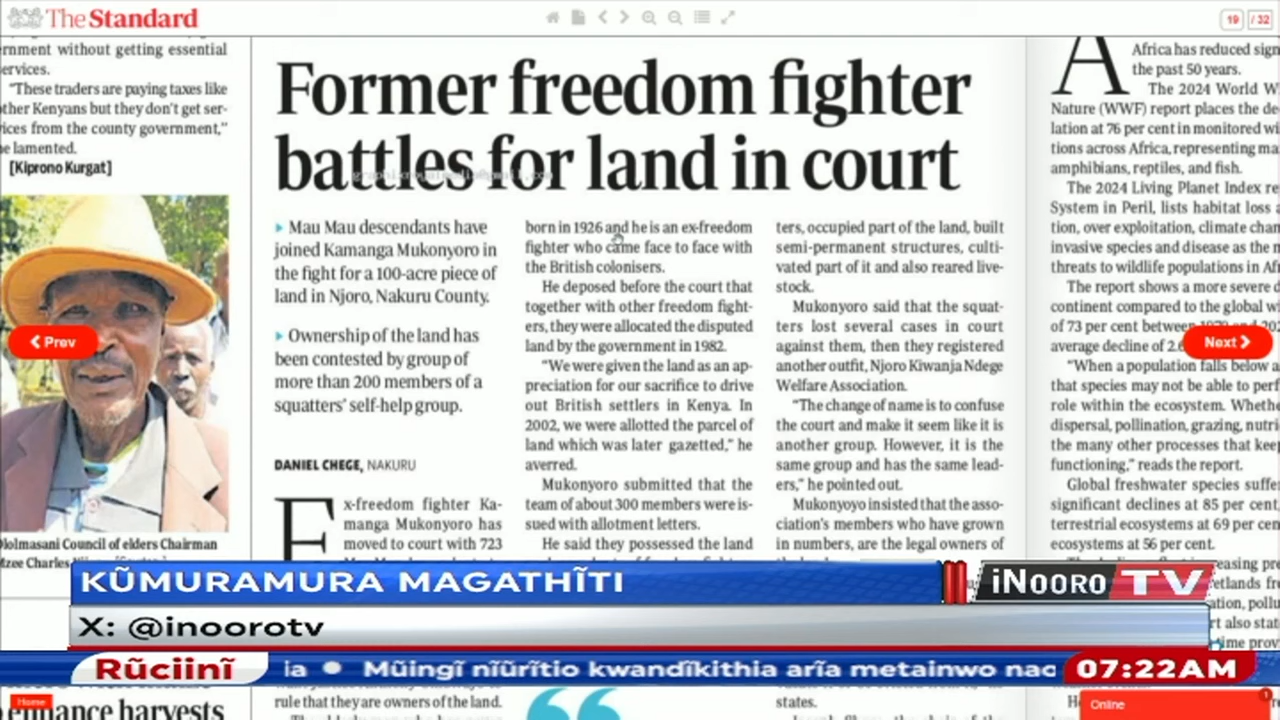 The Standard
19 / 32
ernment without getting essential
ervices.
"These traders are paying taxes like
ther Kenyans but they don't get ser-
vices from the county government,"
e lamented.
[Kiprono Kurgat]
Prev
lolmasani Council of elders Chairman
Mzee Charles
Former freedom fighter
battles for land in court
Mau Mau descendants have
joined Kamanga Mukonyoro in
the fight for a 100-acre piece of
land in Njoro, Nakuru County.
Ownership of the land has
been contested by group of
more than 200 members of a
squatters' self-help group.
DANIEL CHEGE, NAKURU
Ex-freedom fighter Ka-
manga Mukonyoro has
moved to court with 723
born in 1926 and he is an ex-freedom
fighter who came face to face with
the British colonisers.
He deposed before the court that
together with other freedom fight-
ers, they were allocated the disputed
land by the government in 1982.
"We were given the land as an ap-
preciation for our sacrifice to drive
out British settlers in Kenya. In
2002, we were allotted the parcel of
land which was later gazetted," he
averred.
Mukonyoro submitted that the
team of about 300 members were is-
sued with allotment letters.
He said they possessed the land
ters, occupied part of the land, built
semi-permanent structures, culti-
vated part of it and also reared live-
stock.
Mukonyoro said that the squat-
ters lost several cases in court
against them, then they registered
another outfit, Njoro Kiwanja Ndege
Welfare Association.
"The change of name is to confuse
the court and make it seem like it is
another group. However, it is the
same group and has the same lead-
ers," he pointed out.
Mukonyoyo insisted that the asso-
ciation's members who have grown
in numbers, are the legal owners of
Africa has reduced sign
the past 50 years.
The 2024 World W
Nature (WWF) report places the de
lation at 76 per cent in monitored wi
tions across Africa, representing ma
amphibians, reptiles, and fish.
The 2024 Living Planet Index re
System in Peril, lists habitat loss a
tion, over exploitation, climate chan
invasive species and disease as the m
threats to wildlife populations in Afr
The report shows a more severe d
continent compared to the global w
of 73 per cent between
average decline of 2.6
Next
"When a population falls below a
that species may not be able to perf
role within the ecosystem. Whethe
dispersal, pollination, grazing, nutri
the many other processes that keep
functioning," reads the report.
Global freshwater species suffe
significant declines at 85 per cent
terrestrial ecosystems at 69 per cen
ecosystems at 56 per cent.
KŨMURAMURA MAGATHĨTI
iNOORO TV
X: @inoorotv
Rũciinĩ
ia ● Mũingĩ nĩũrĩtio kwandĩkithia arĩa metainwo nao
07:22AM
Home
enhance harvests
rule that they are owners of the land.
states.
Online
1